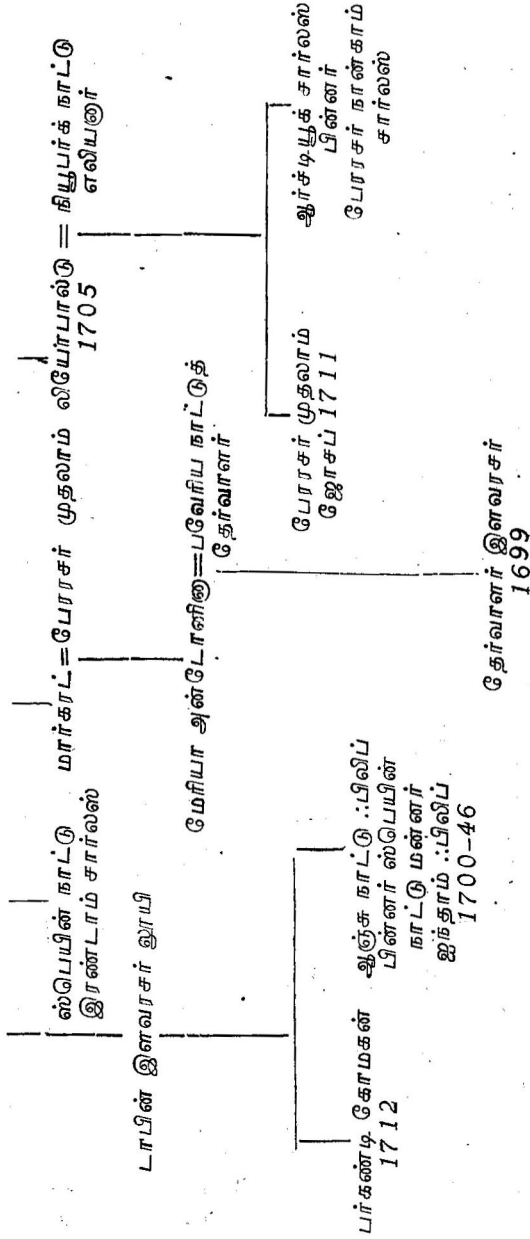 ஸ்பெயின் நாட்டு
இரண்டாம் சார்லஸ்
மார்கரட்=பேரரசர் முதலாம் லியோபால்டு = நியூபர்க் நாட்டு
1705
எலியனார்
டாபின் இளவரசர் லூயி
மேரியா அன்டோனினா=பவேரிய நாட்டுத்
தேர்வாளர்
பேரரசர் முதலாம்
ஜோசப் 1711
ஆர்ச்டியூக் சார்லஸ்
பின்னர்
பேரரசர் நான்காம்
சார்லஸ்
பர்கண்டி கோமகன்
1712
ஆஞ்சு நாட்டு ஃபிலிப்
பின்னர் ஸ்பெயின்
நாட்டு மன்னர்
ஐந்தாம் ஃபிலிப்
1700-46
தேர்வாளர் இளவரசர்
1699